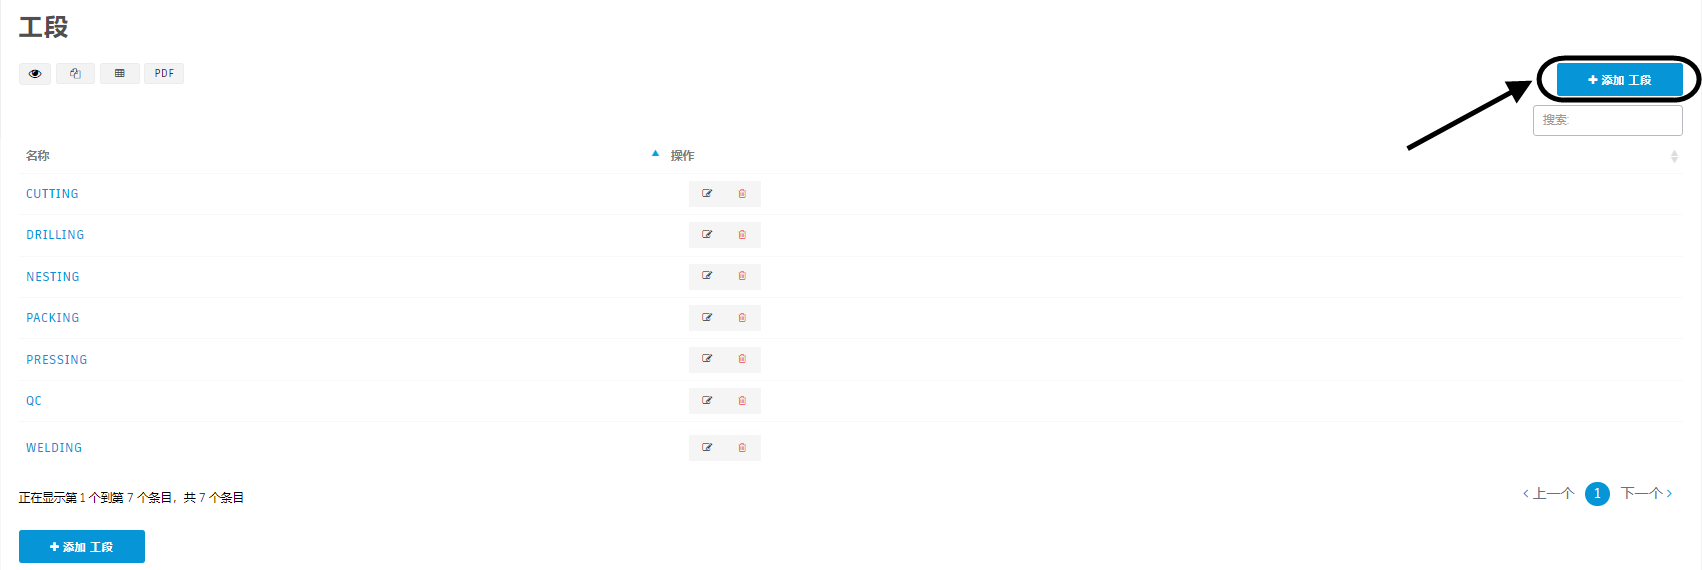 工段
PDF
添加 工段
搜索:
名称 操作
CUTTING
DRILLING
NESTING
PACKING
PRESSING
QC
WELDING
正在显示第 1 个到第 7 个条目，共 7 个条目
上一个 1 下一个
添加 工段